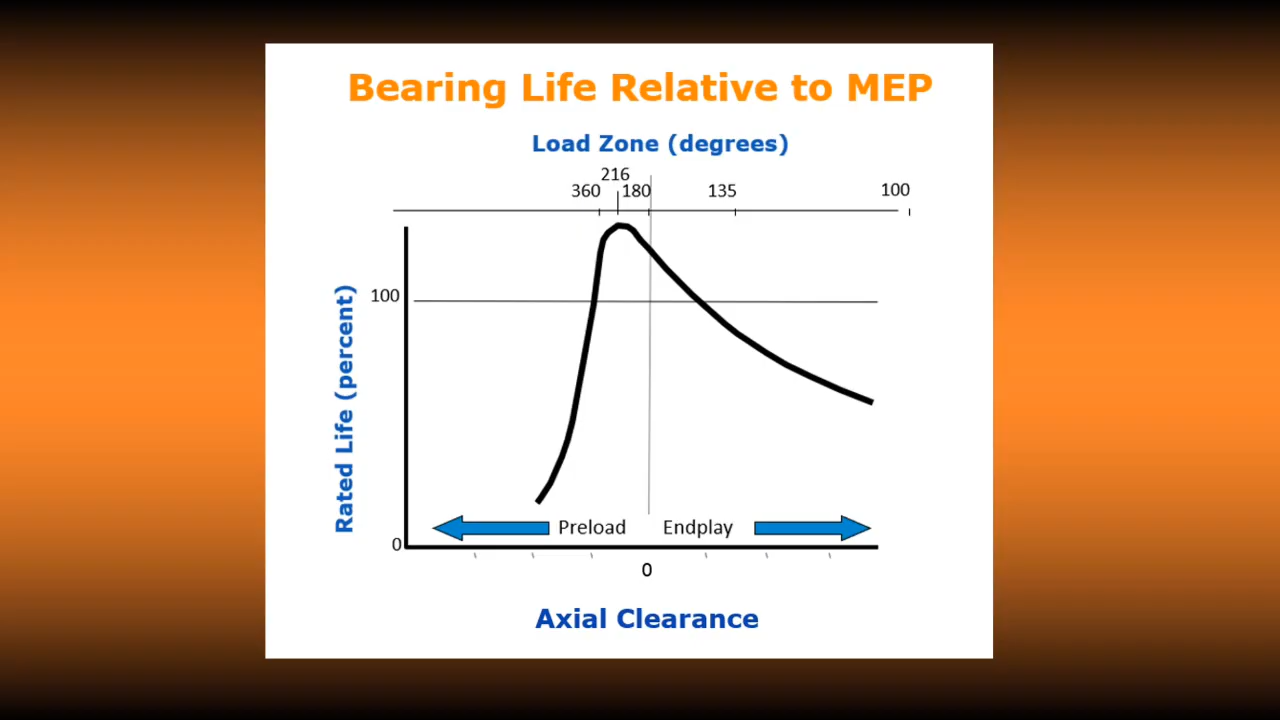 Bearing Life Relative to MEP
Load Zone (degrees)
216
360 180 135 100
Rated Life (percent)
100
0
Preload Endplay
0
Axial Clearance